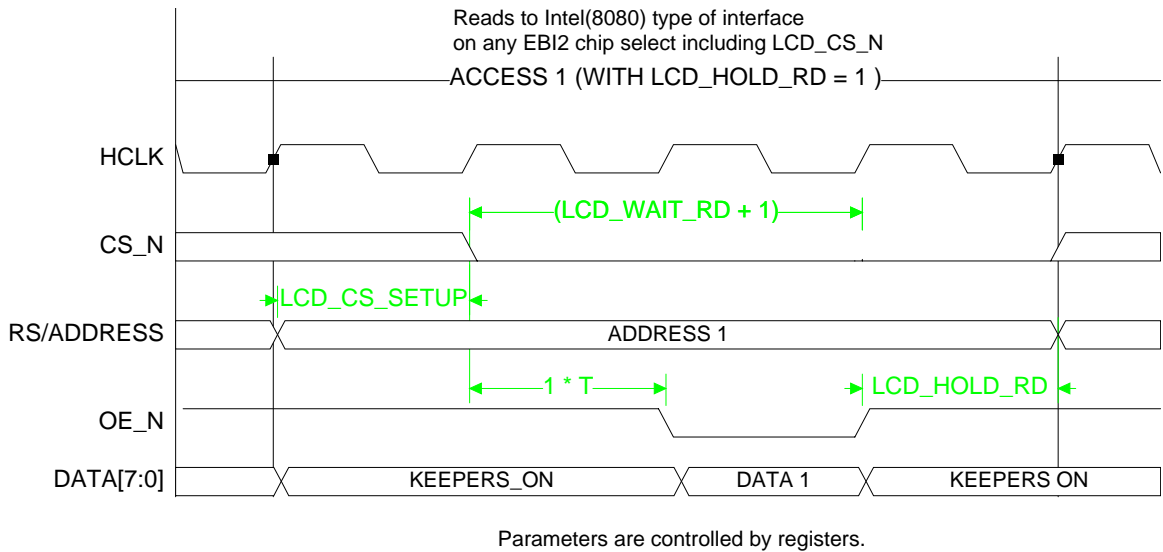 Reads to Intel(8080) type of interface
on any EBI2 chip select including LCD_CS_N
ACCESS 1 (WITH LCD_HOLD_RD = 1 )
HCLK
(LCD_WAIT_RD + 1)
CS_N
LCD_CS_SETUP
RS/ADDRESS
ADDRESS 1
1 * T
LCD_HOLD_RD
OE_N
DATA[7:0]
KEEPERS_ON
DATA 1
KEEPERS ON
Parameters are controlled by registers.